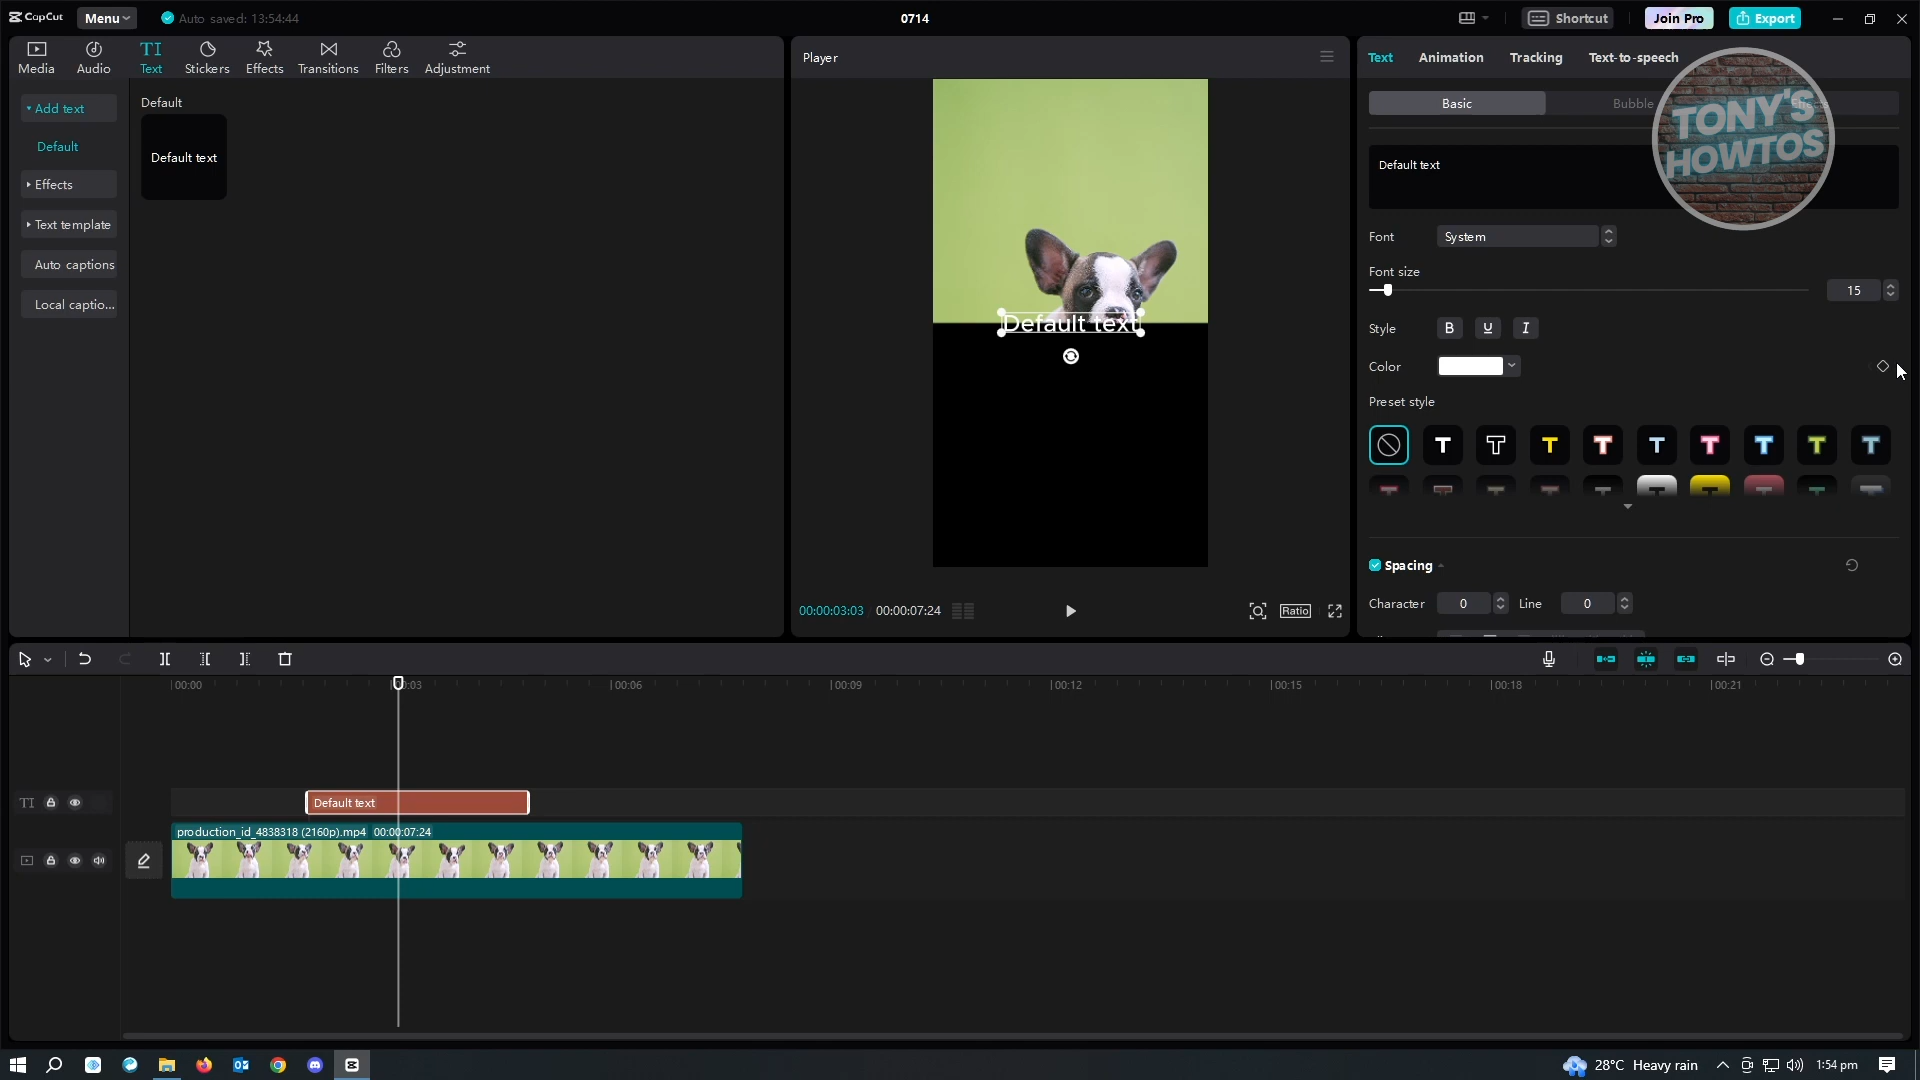 CapCut
Menu
Auto saved: 13:54:44
0714
Shortcut
Join Pro
Export
Media
Audio
TI
Text
Stickers
Effects
Transitions
Filters
Adjustment
Add text
Default
Effects
Text template
Auto captions
Local captio...
Default
Default text
Player
Default text
00:00:03:03
00:00:07:24
Ratio
Text
Animation
Tracking
Text-to-speech
Basic
Bubble
TONY'S
HOWTOS
Default text
Font
System
Font size
15
Style
B
U
I
Color
Preset style
T
T
T
T
T
T
T
T
T
Spacing
Character
0
Line
0
00:00
00:03
00:06
00:09
00:12
00:15
00:18
00:21
TI
Default text
production_id_4838318 (2160p).mp4
00:00:07:24
28°C
Heavy rain
1:54 pm